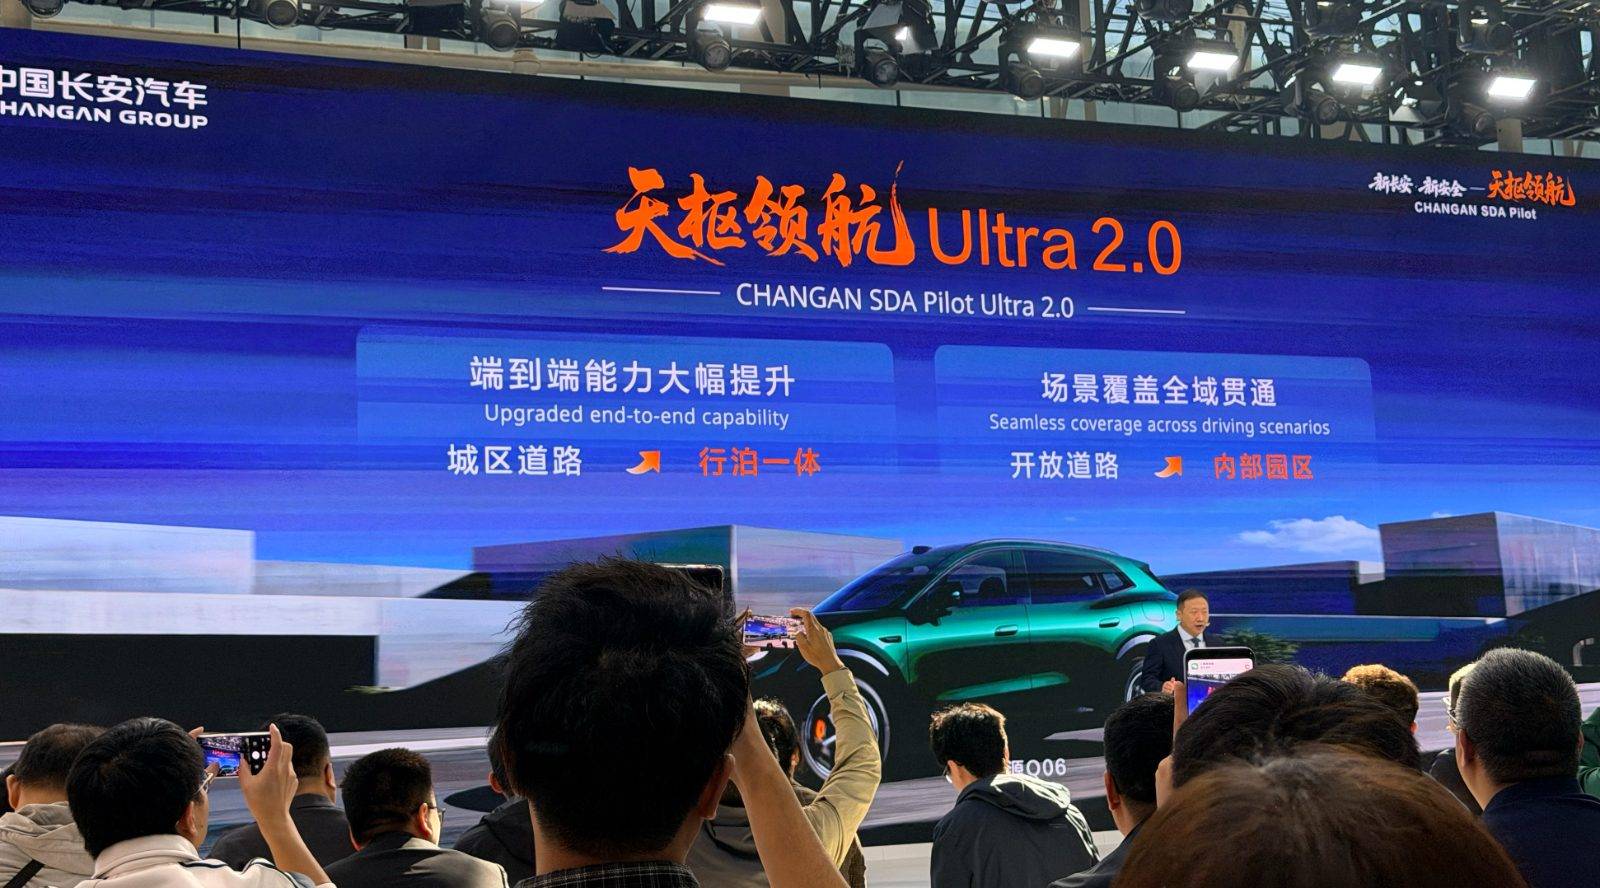 中国长安汽车
HANGAN GROUP
新长安·新安全—天枢领航
CHANGAN SDA Pilot
天枢领航 Ultra 2.0
CHANGAN SDA Pilot Ultra 2.0
端到端能力大幅提升
Upgraded end-to-end capability
城区道路 行泊一体
场景覆盖全域贯通
Seamless coverage across driving scenarios
开放道路 内部园区
源Q06